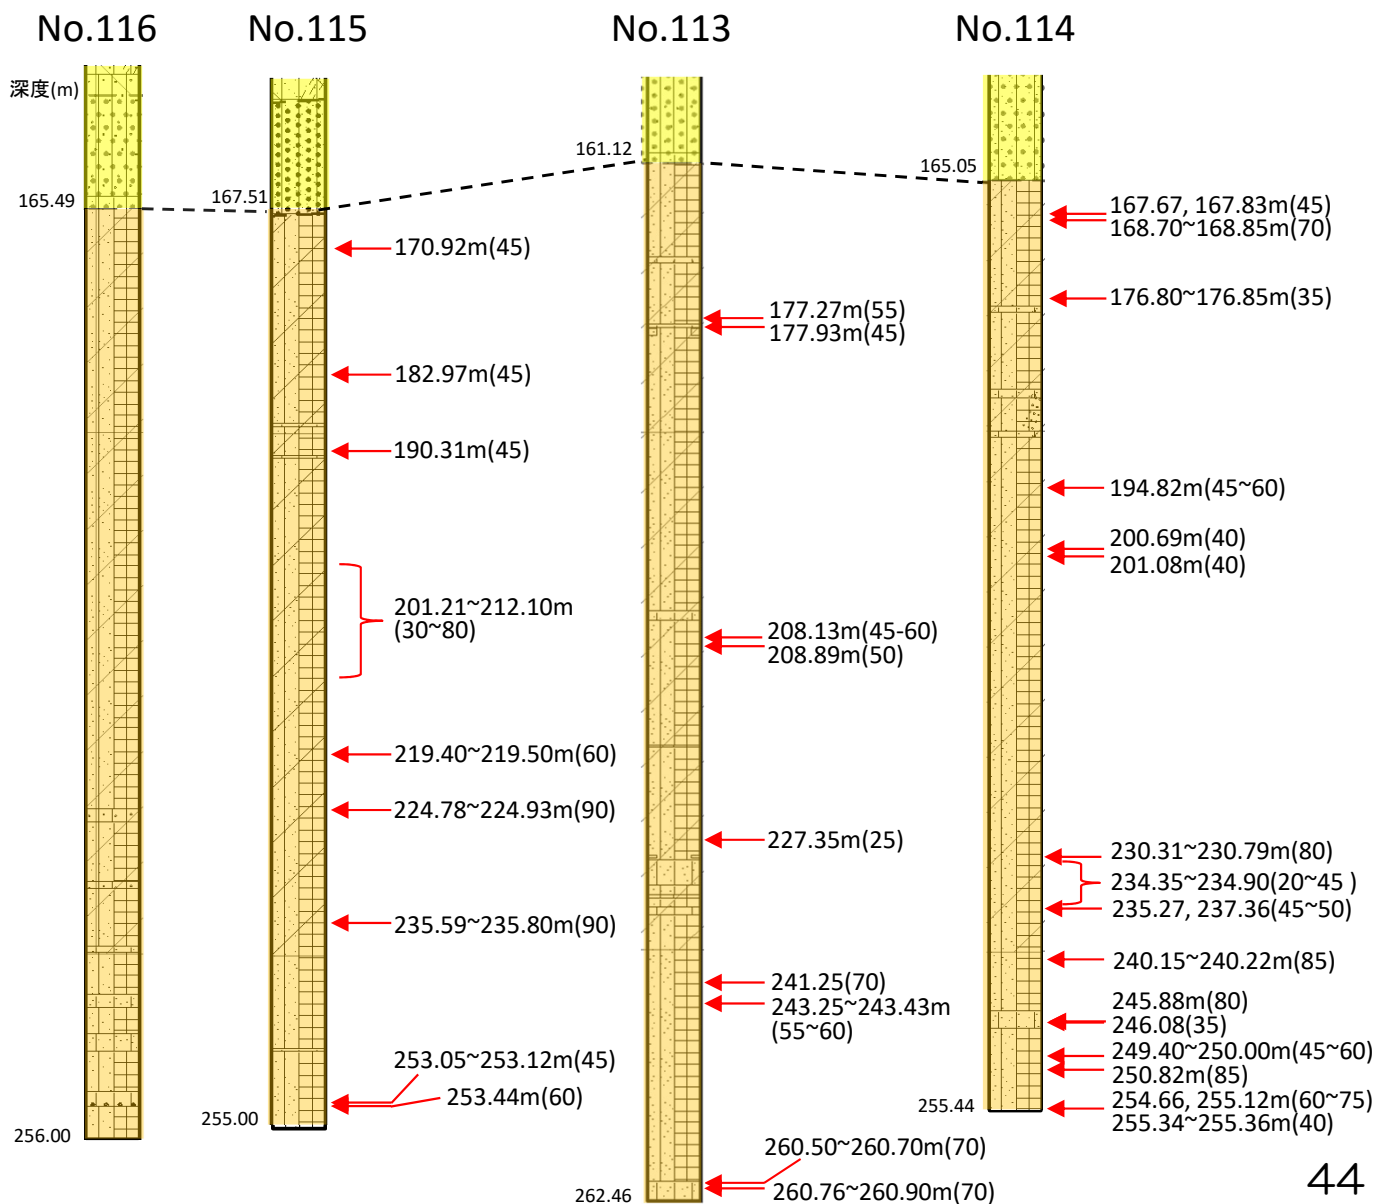 No.116
No.115
No.113
No.114
深度(m)
165.49
256.00
167.51
170.92m(45)
182.97m(45)
190.31m(45)
201.21~212.10m
(30~80)
219.40~219.50m(60)
224.78~224.93m(90)
235.59~235.80m(90)
253.05~253.12m(45)
253.44m(60)
255.00
161.12
177.27m(55)
177.93m(45)
208.13m(45-60)
208.89m(50)
227.35m(25)
241.25(70)
243.25~243.43m
(55~60)
260.50~260.70m(70)
260.76~260.90m(70)
262.46
165.05
167.67, 167.83m(45)
168.70~168.85m(70)
176.80~176.85m(35)
194.82m(45~60)
200.69m(40)
201.08m(40)
230.31~230.79m(80)
234.35~234.90(20~45 )
235.27, 237.36(45~50)
240.15~240.22m(85)
245.88m(80)
246.08(35)
249.40~250.00m(45~60)
250.82m(85)
254.66, 255.12m(60~75)
255.34~255.36m(40)
255.44
44